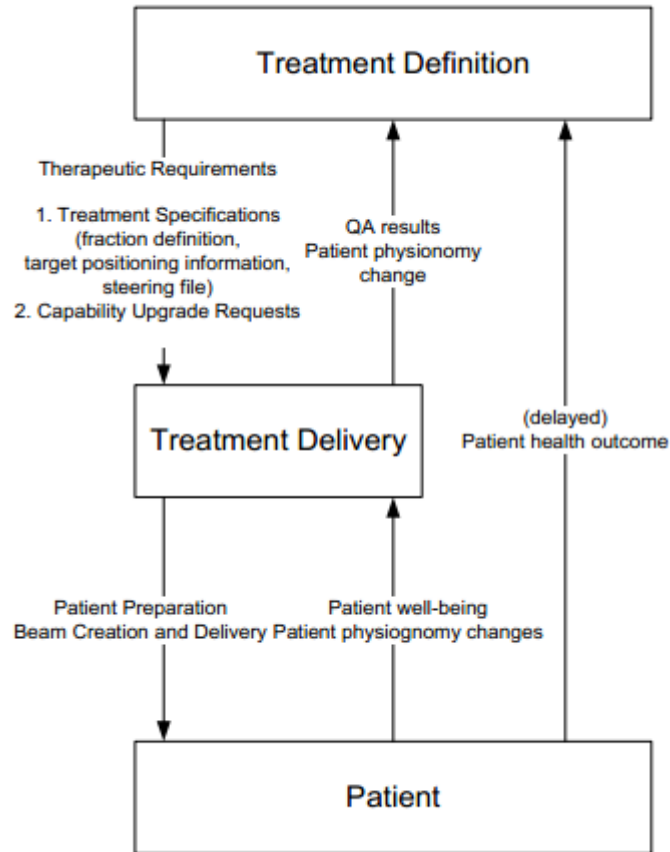 Treatment Definition
Therapeutic Requirements
1. Treatment Specifications
(fraction definition,
target positioning information,
steering file)
2. Capability Upgrade Requests
QA results
Patient physionomy
change
(delayed)
Patient health outcome
Treatment Delivery
Patient Preparation
Beam Creation and Delivery
Patient well-being
Patient physiognomy changes
Patient